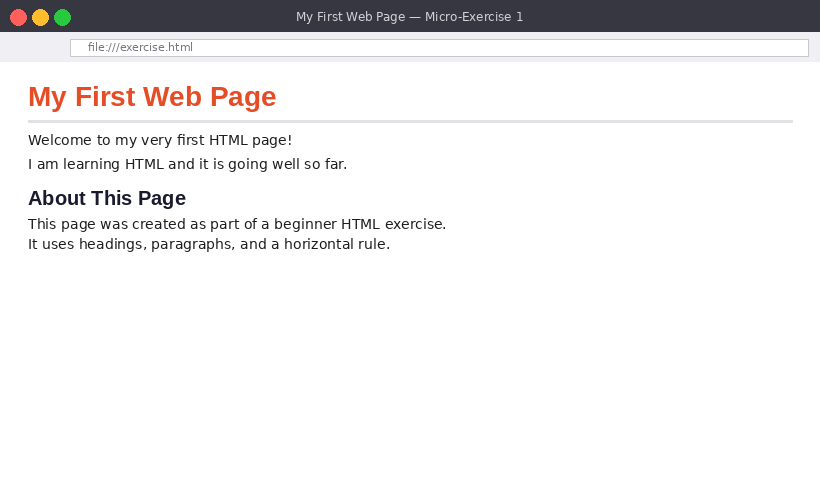 My First Web Page — Micro-Exercise 1
file:///exercise.html
My First Web Page
Welcome to my very first HTML page!
I am learning HTML and it is going well so far.
About This Page
This page was created as part of a beginner HTML exercise.
It uses headings, paragraphs, and a horizontal rule.